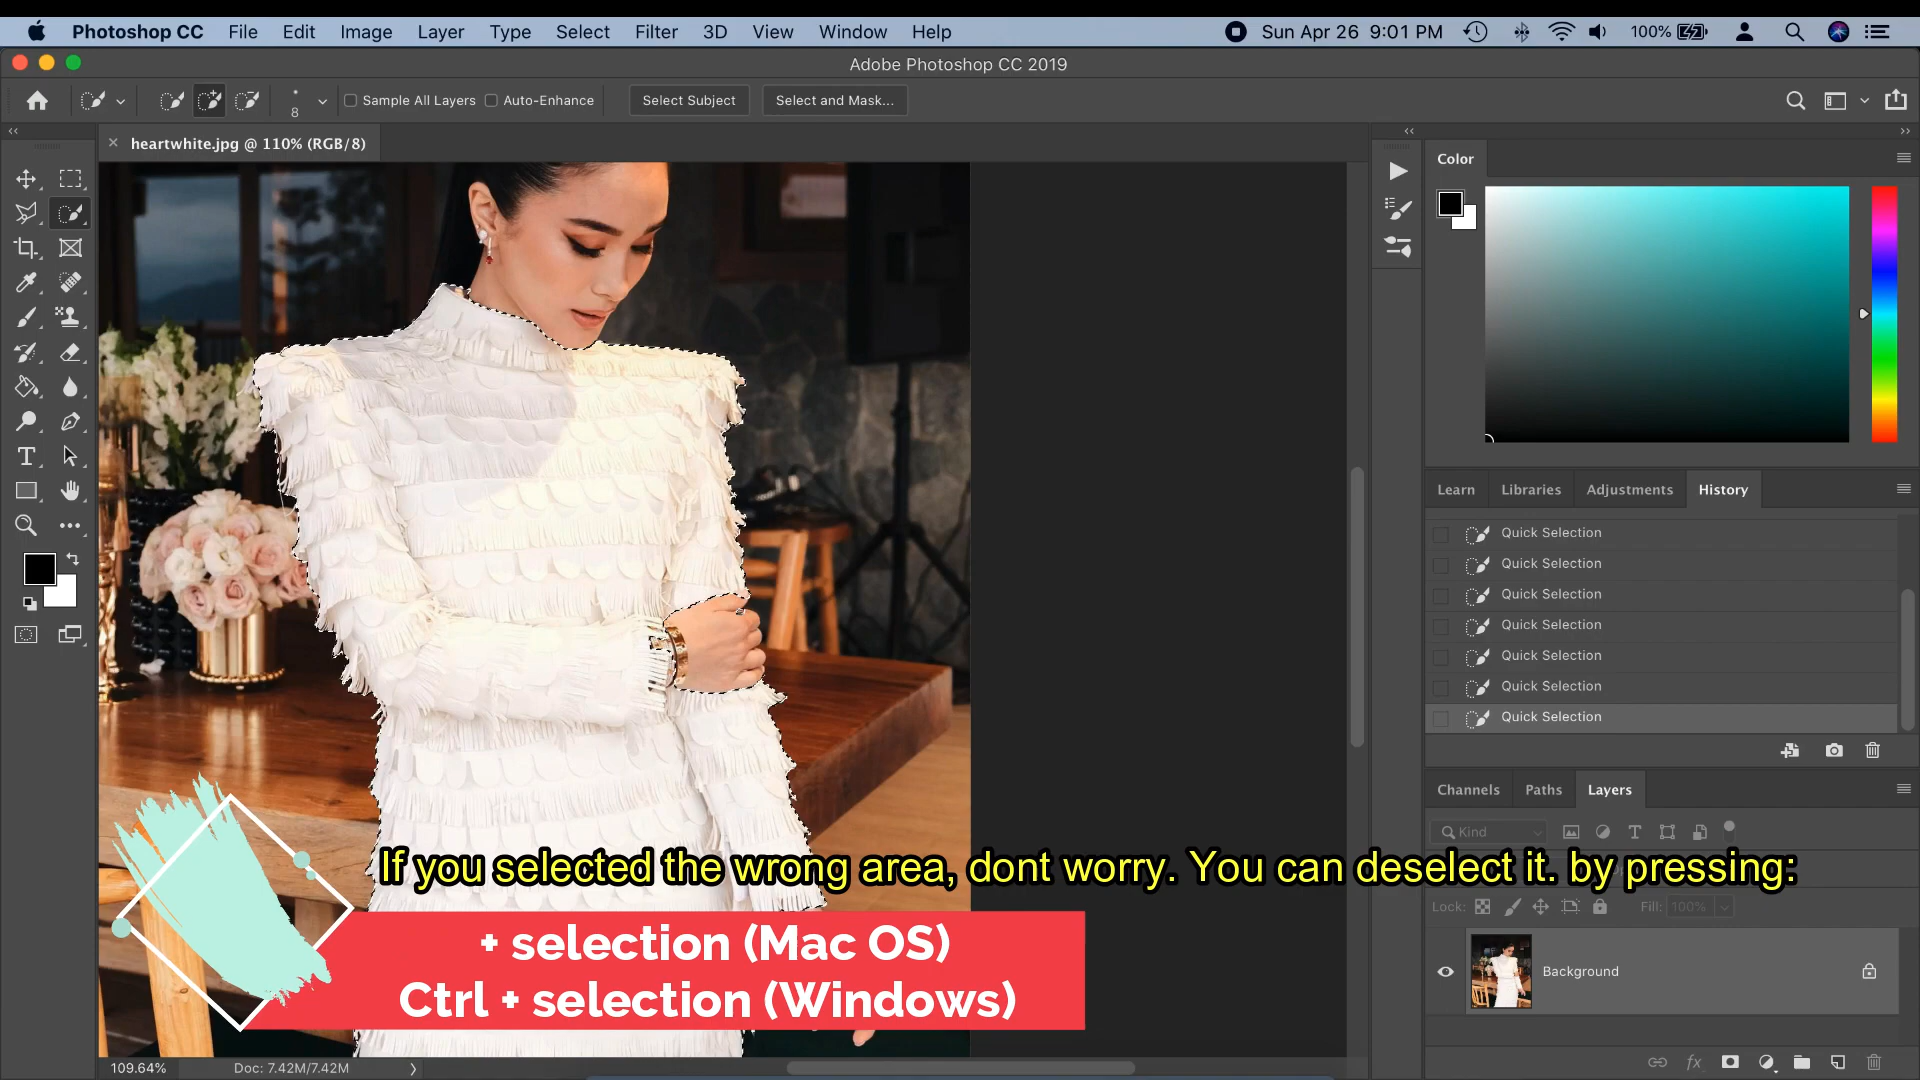 Photoshop CC File Edit Image Layer Type Select Filter 3D View Window Help Sun Apr 26 9:01 PM 100%
Adobe Photoshop CC 2019
8 Sample All Layers Auto-Enhance Select Subject Select and Mask...
heartwhite.jpg @ 110% (RGB/8)
Color
Learn Libraries Adjustments History
Quick Selection
Quick Selection
Quick Selection
Quick Selection
Quick Selection
Quick Selection
Quick Selection
Channels Paths Layers
Kind
If you selected the wrong area, dont worry. You can deselect it. by pressing:
Lock: Fill: 100%
+ selection (Mac OS)
Ctrl + selection (Windows)
Background
109.64% Doc: 7.42M/7.42M